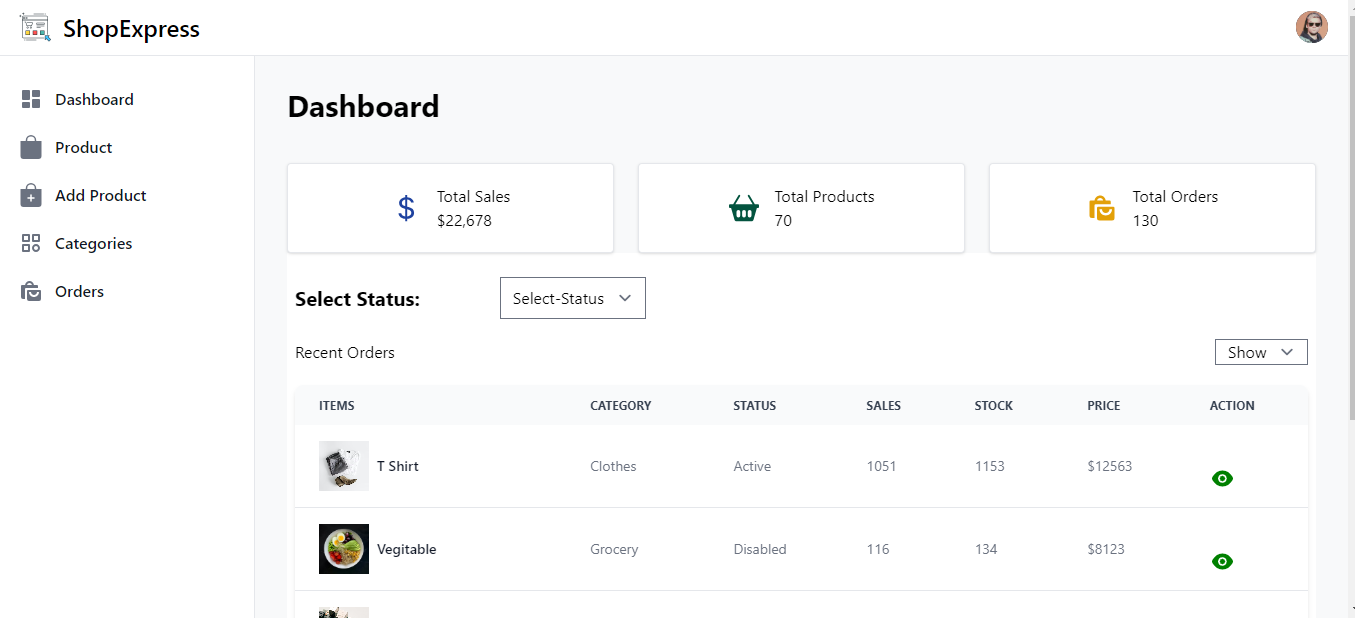 ShopExpress
Dashboard
Product
Add Product
Categories
Orders
Dashboard
Total Sales
$22,678
Total Products
70
Total Orders
130
Select Status:
Select-Status
Recent Orders
Show
ITEMS CATEGORY STATUS SALES STOCK PRICE ACTION
T Shirt Clothes Active 1051 1153 $12563
Vegitable Grocery Disabled 116 134 $8123